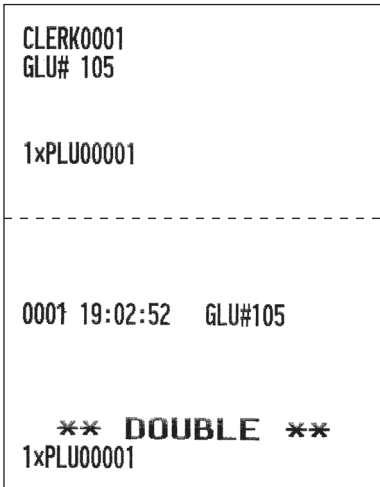 CLERK0001
GLU# 105
1xPLU00001
0001 19:02:52 GLU#105
** DOUBLE **
1xPLU00001